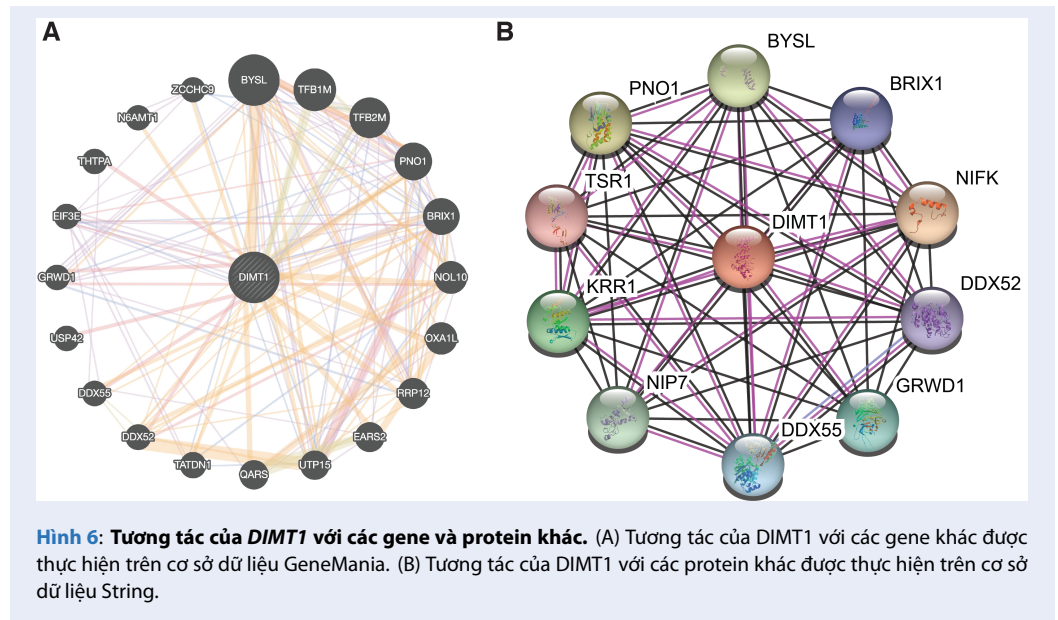 A
BYSL
TFB1M
TFB2M
PNO1
BRIX1
NOL10
OXA1L
RRP12
EARS2
UTP15
QARS
TATDN1
DDX52
DDX55
USP42
GRWD1
EIF3E
THTPA
N6AMT1
ZCCHC9
DIMT1
B
BYSL
PNO1
BRIX1
TSR1
NIFK
DIMT1
KRR1
DDX52
NIP7
GRWD1
DDX55
Hình 6: Tương tác của DIMT1 với các gene và protein khác. (A) Tương tác của DIMT1 với các gene khác được
thực hiện trên cơ sở dữ liệu GeneMania. (B) Tương tác của DIMT1 với các protein khác được thực hiện trên cơ sở
dữ liệu String.